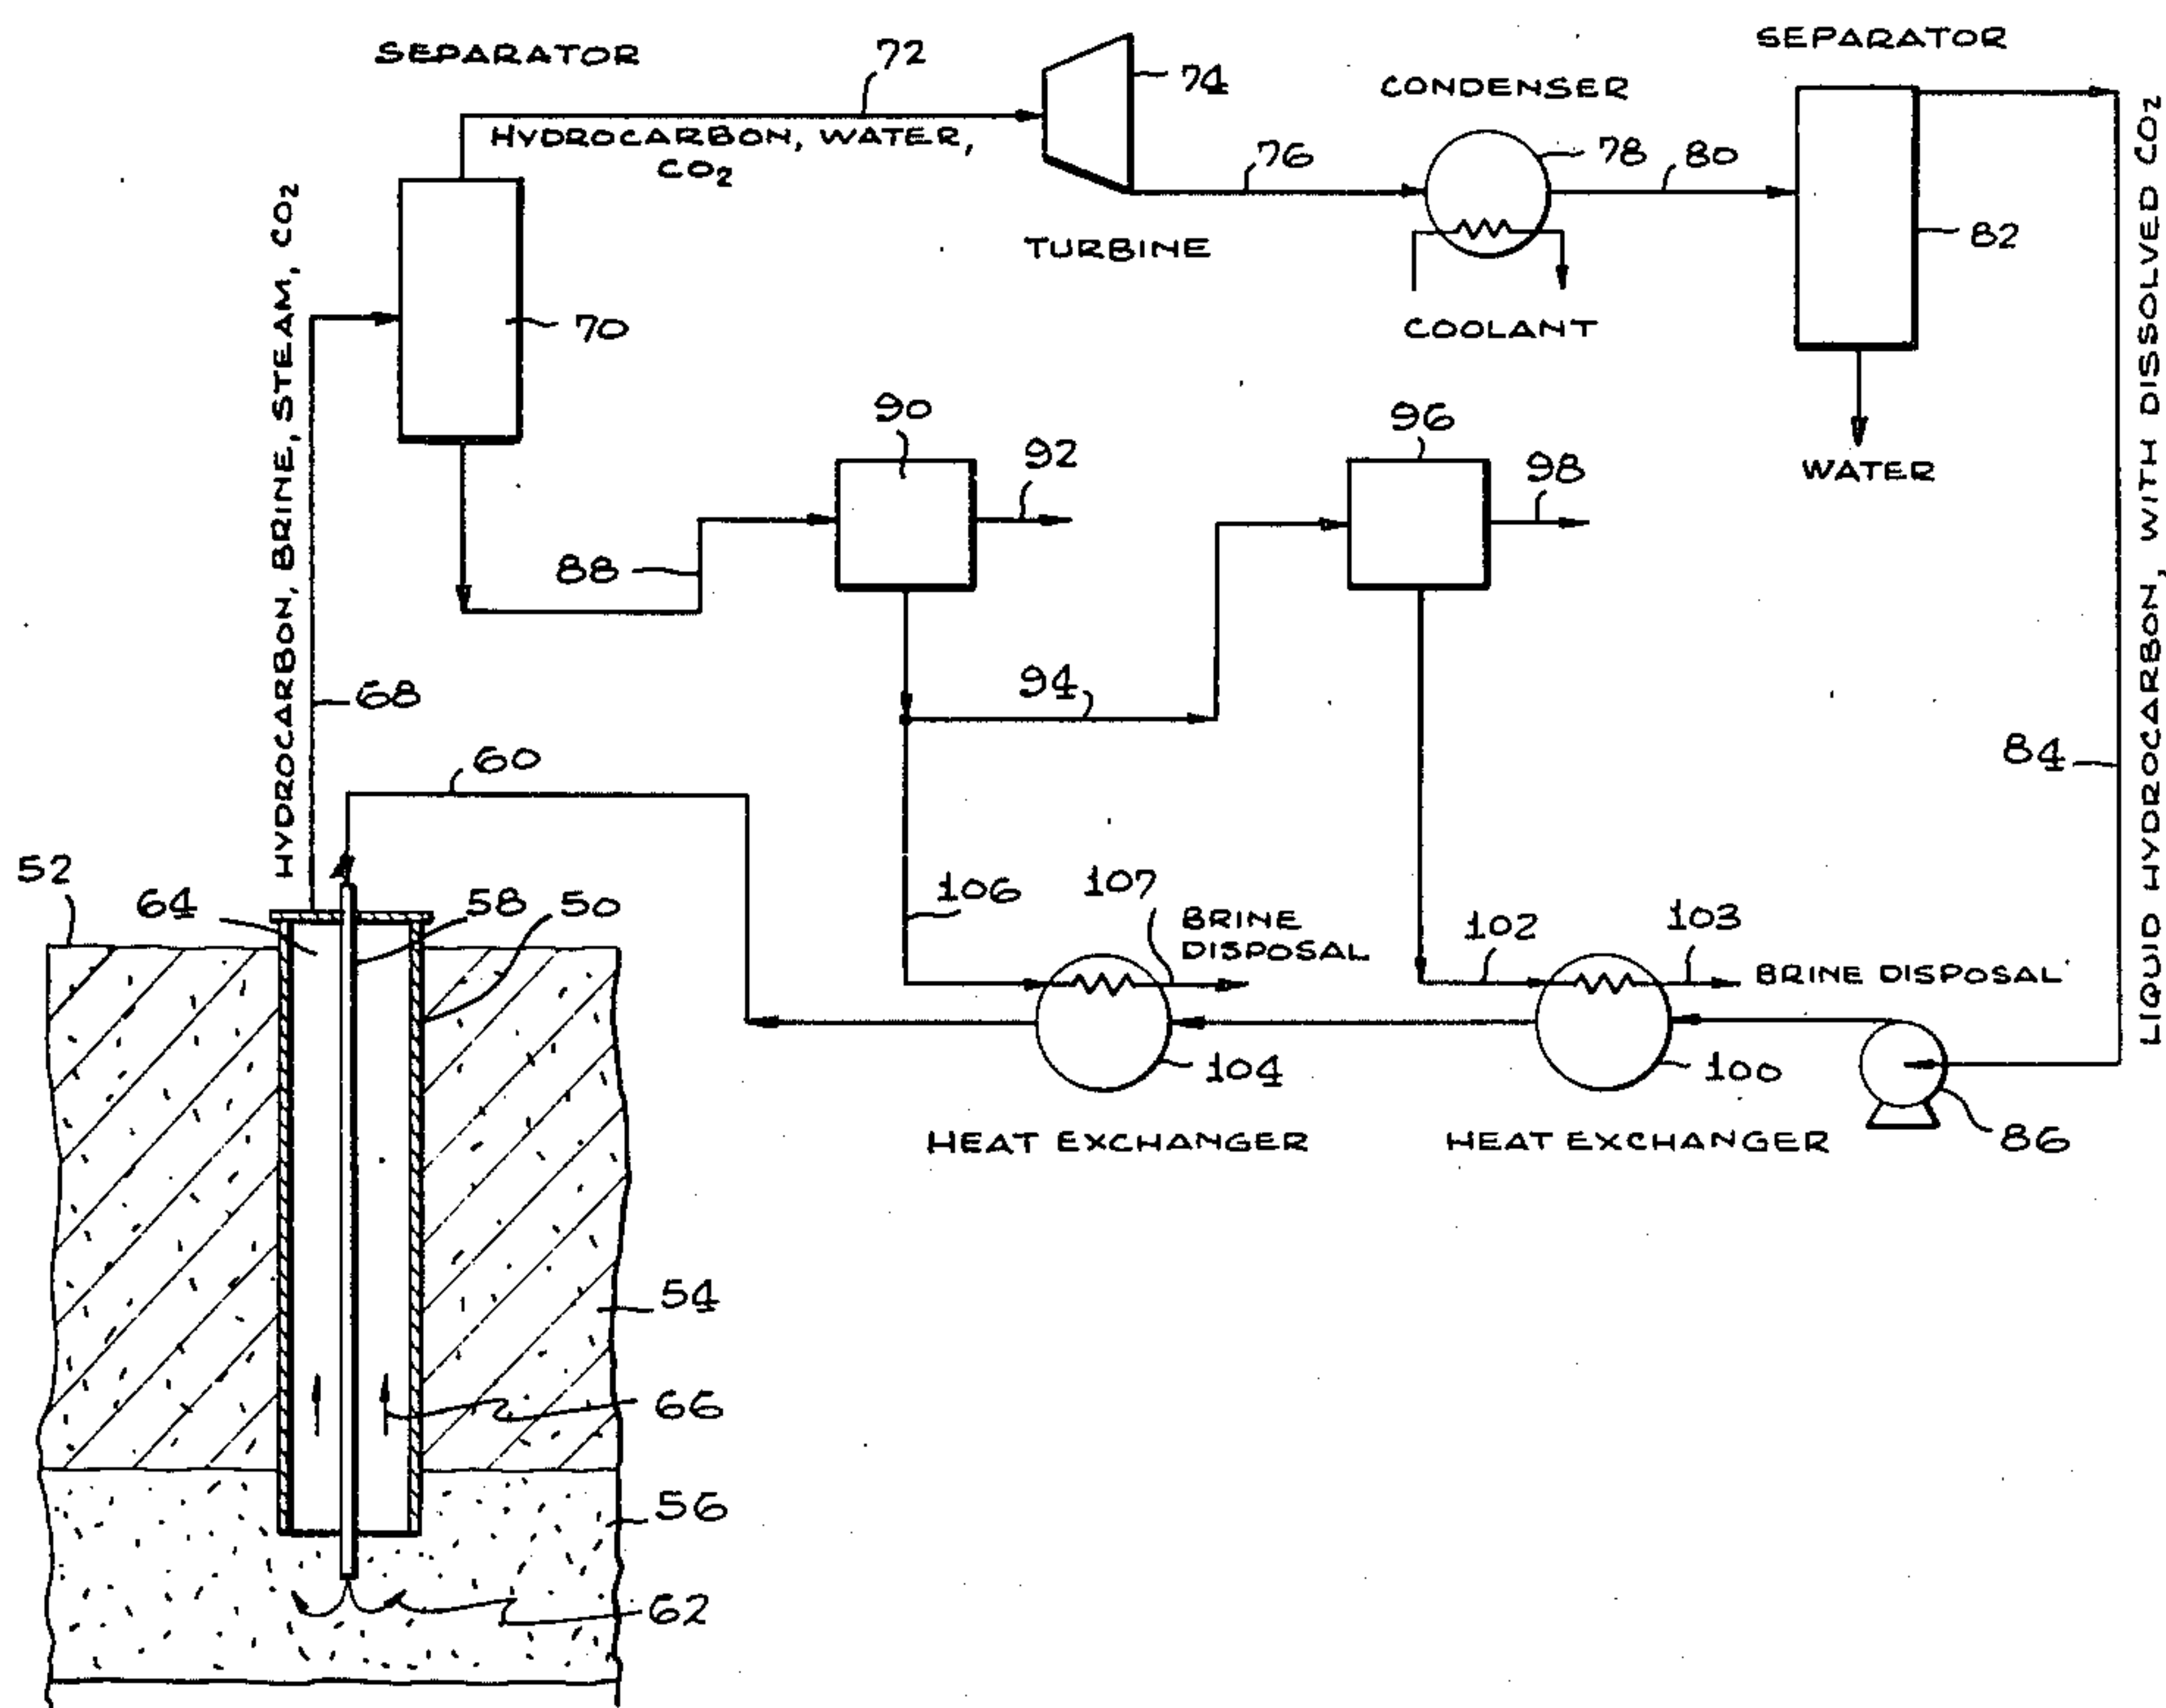 SEPARATOR
72
74
CONDENSER
SEPARATOR
HYDROCARBON, WATER,
CO2
76
78
80
TURBINE
82
COOLANT
70
HYDROCARBON, BRINE, STEAM, CO2
LIQUID HYDROCARBON, WITH DISSOLVED CO2
90
92
96
98
WATER
88
94
68
84
60
52
64
58
50
106
107
BRINE
DISPOSAL
102
103
BRINE DISPOSAL
104
100
86
HEAT EXCHANGER
HEAT EXCHANGER
54
66
56
62